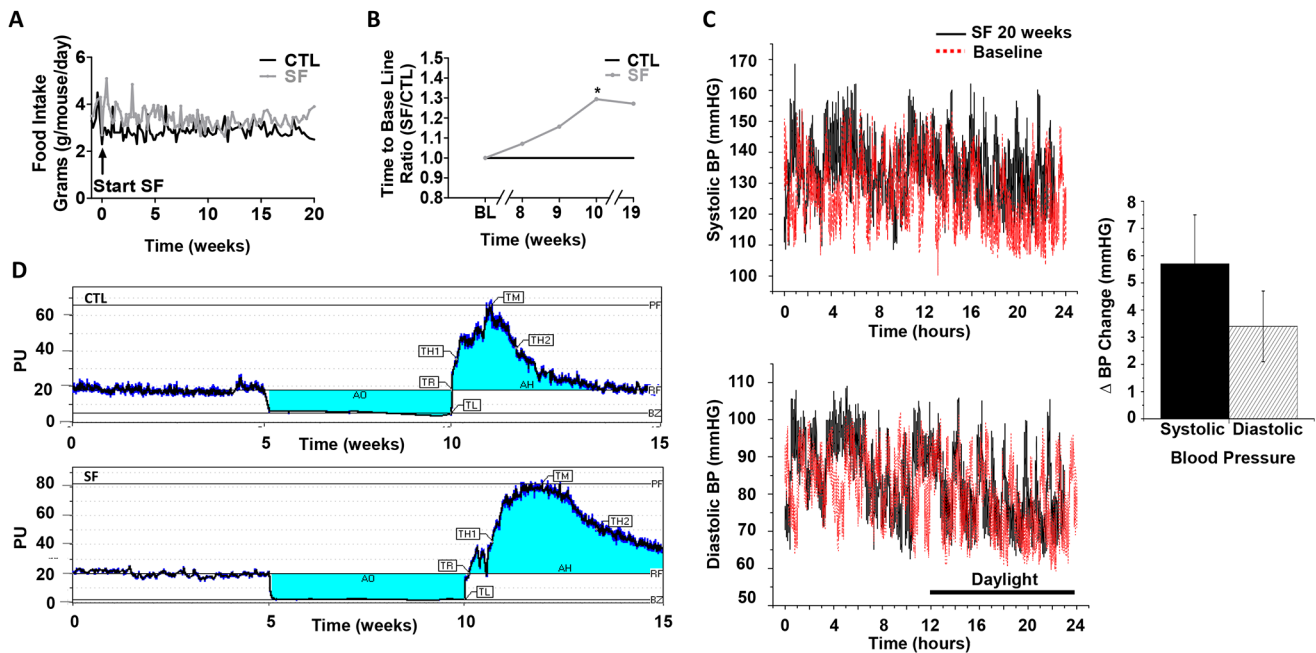 A
CTL
SF
Food Intake
Grams (g/mouse/day)
6
4
2
0
Start SF
0 5 10 15 20
Time (weeks)
B
CTL
SF
Time to Base Line
Ratio (SF/CTL)
1.5
1.4
1.3
1.2
1.1
1.0
0.9
0.8
*
BL 8 9 10 19
Time (weeks)
C
SF 20 weeks
Baseline
Systolic BP (mmHG)
170
160
150
140
130
120
110
100
0 4 8 12 16 20 24
Time (hours)
Diastolic BP (mmHG)
110
100
90
80
70
60
50
Daylight
0 4 8 12 16 20 24
Time (hours)
Δ BP Change (mmHG)
8
7
6
5
4
3
2
1
0
Systolic Diastolic
Blood Pressure
D
CTL
PU
60
40
20
0
TM
TH1
TH2
TR
TL
AO
AH
PF
RF
BZ
0 5 10 15
Time (weeks)
SF
PU
80
60
40
20
0
TM
TH1
TH2
TR
TL
AO
AH
PF
RF
BZ
0 5 10 15
Time (weeks)